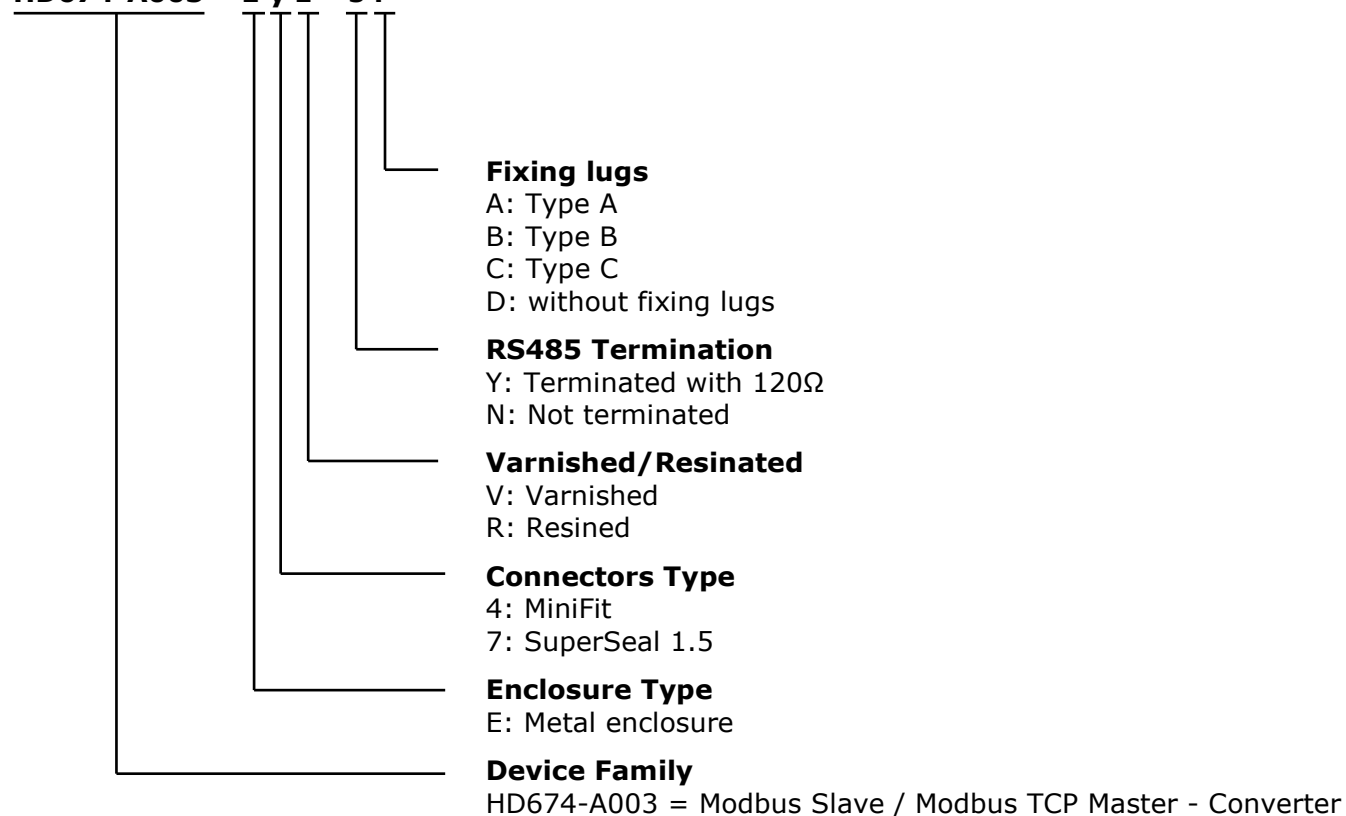 Fixing lugs
A: Type A
B: Type B
C: Type C
D: without fixing lugs
RS485 Termination
Y: Terminated with 120Ω
N: Not terminated
Varnished/Resinated
V: Varnished
R: Resined
Connectors Type
4: MiniFit
7: SuperSeal 1.5
Enclosure Type
E: Metal enclosure
Device Family
HD674-A003 = Modbus Slave / Modbus TCP Master - Converter